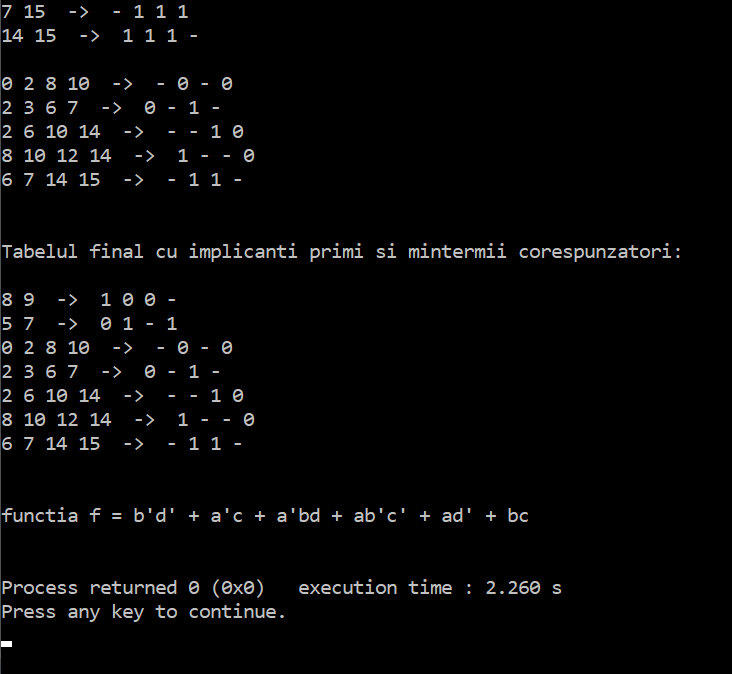 7 15  ->  - 1 1 1
14 15  ->  1 1 1 -
0 2 8 10  ->  - 0 - 0
2 3 6 7  ->  0 - 1 -
2 6 10 14  ->  - - 1 0
8 10 12 14  ->  1 - - 0
6 7 14 15  ->  - 1 1 -
Tabelul final cu implicanti primi si mintermii corespunzatori:
8 9  ->  1 0 0 -
5 7  ->  0 1 - 1
0 2 8 10  ->  - 0 - 0
2 3 6 7  ->  0 - 1 -
2 6 10 14  ->  - - 1 0
8 10 12 14  ->  1 - - 0
6 7 14 15  ->  - 1 1 -
functia f = b'd' + a'c + a'bd + ab'c' + ad' + bc
Process returned 0 (0x0)   execution time : 2.260 s
Press any key to continue.